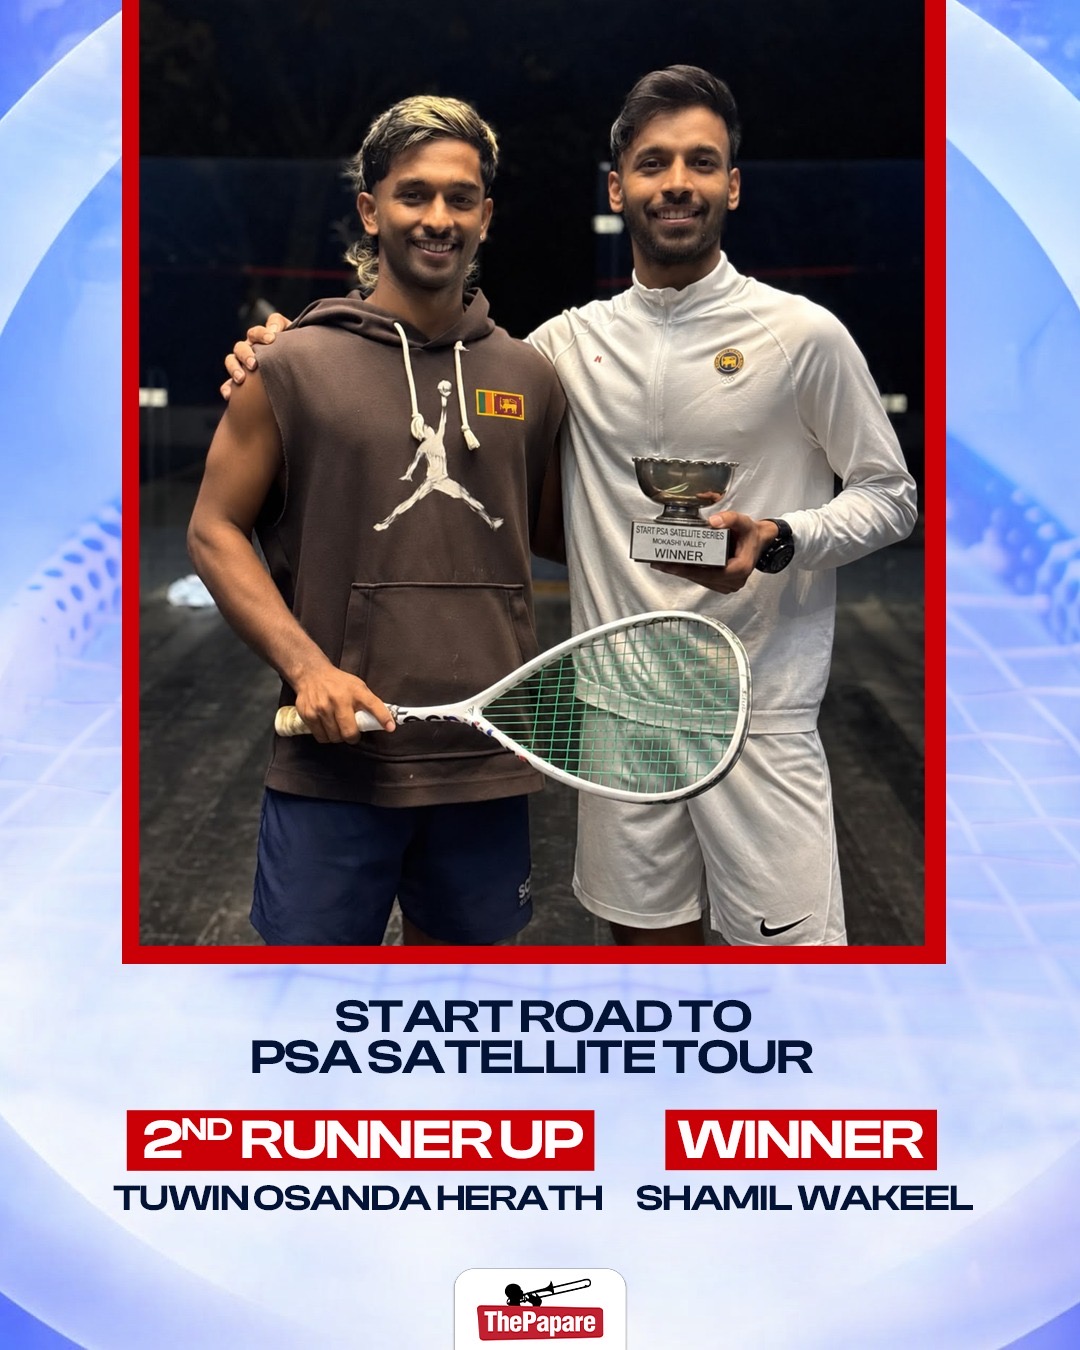 START PSA SATELLITE SERIES
MOKASHI VALLEY
WINNER
START ROAD TO
PSA SATELLITE TOUR
2ND RUNNER UP
WINNER
TUWIN OSANDA HERATH
SHAMIL WAKEEL
ThePapare